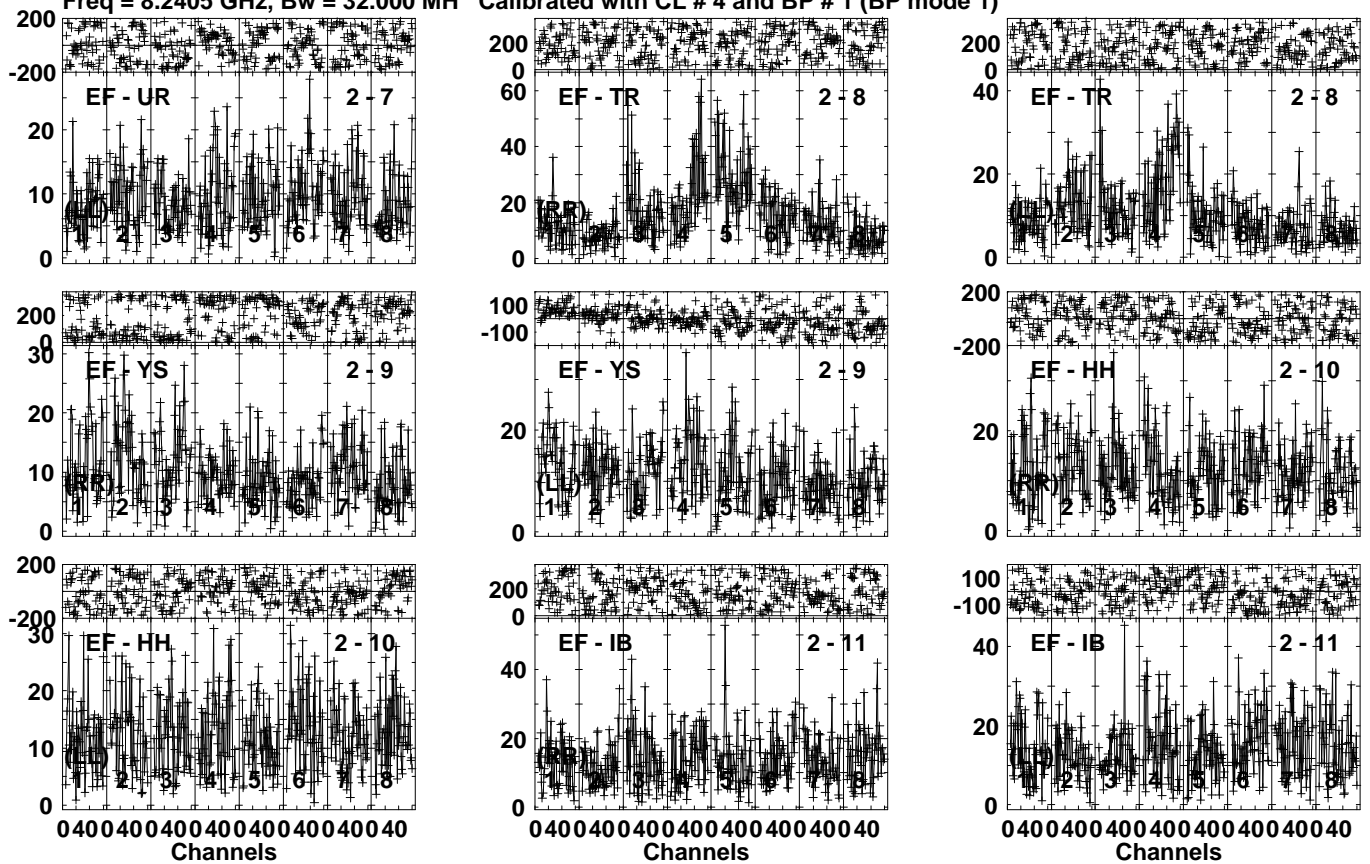 Freq = 8.2405 GHz, Bw = 32.000 MH Calibrated with CL # 4 and BP # 1 (BP mode 1)
200
-200
EF - UR 2 - 7
20
10
0
(LL)
1 2 3 4 5 6 7 8
200
0
60
EF - TR 2 - 8
40
20
0
(RR)
1 2 3 4 5 6 7 8
200
0
40
EF - TR 2 - 8
20
0
(LL)
1 2 3 4 5 6 7 8
200
0
30
EF - YS 2 - 9
20
10
0
(RR)
1 2 3 4 5 6 7 8
100
-100
EF - YS 2 - 9
20
0
(LL)
1 2 3 4 5 6 7 8
200
-200
EF - HH 2 - 10
20
0
(RR)
1 2 3 4 5 6 7 8
200
-200
30
EF - HH 2 - 10
20
10
0
(LL)
1 2 3 4 5 6 7 8
0 40 0 40 0 40 0 40 0 40 0 40 0 40 0 40
Channels
200
0
EF - IB 2 - 11
40
20
0
(RR)
1 2 3 4 5 6 7 8
0 40 0 40 0 40 0 40 0 40 0 40 0 40 0 40
Channels
100
-100
EF - IB 2 - 11
40
20
0
(LL)
1 2 3 4 5 6 7 8
0 40 0 40 0 40 0 40 0 40 0 40 0 40 0 40
Channels